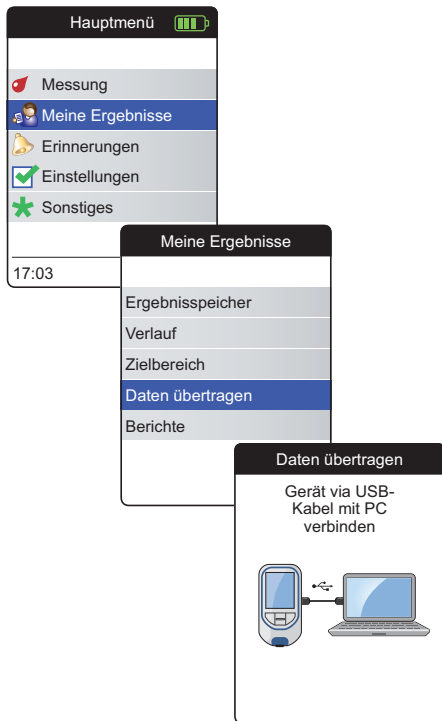 Hauptmenü
Messung
Meine Ergebnisse
Erinnerungen
Einstellungen
Sonstiges
17:03
Meine Ergebnisse
Ergebnisspeicher
Verlauf
Zielbereich
Daten übertragen
Berichte
Daten übertragen
Gerät via USB-
Kabel mit PC
verbinden